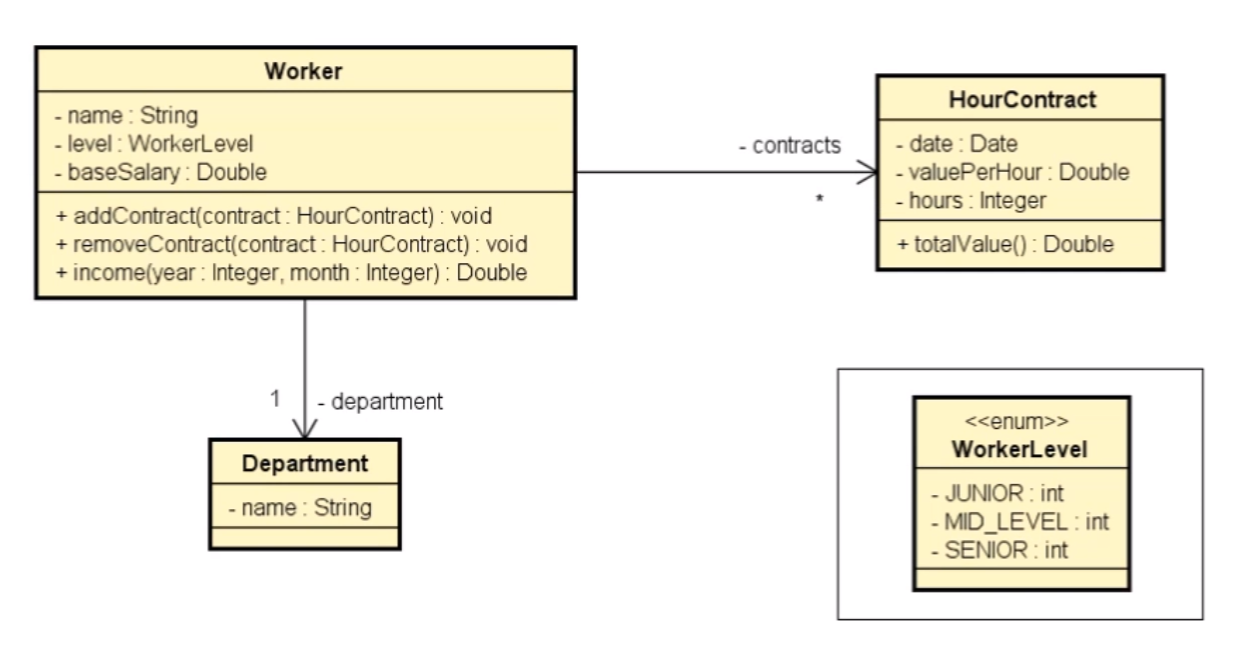 Worker
- name : String
- level : WorkerLevel
- baseSalary : Double
+ addContract(contract : HourContract) : void
+ removeContract(contract : HourContract) : void
+ income(year : Integer, month : Integer) : Double
- contracts
*
HourContract
- date : Date
- valuePerHour : Double
- hours : Integer
+ totalValue() : Double
1
- department
Department
- name : String
<<enum>>
WorkerLevel
- JUNIOR : int
- MID_LEVEL : int
- SENIOR : int